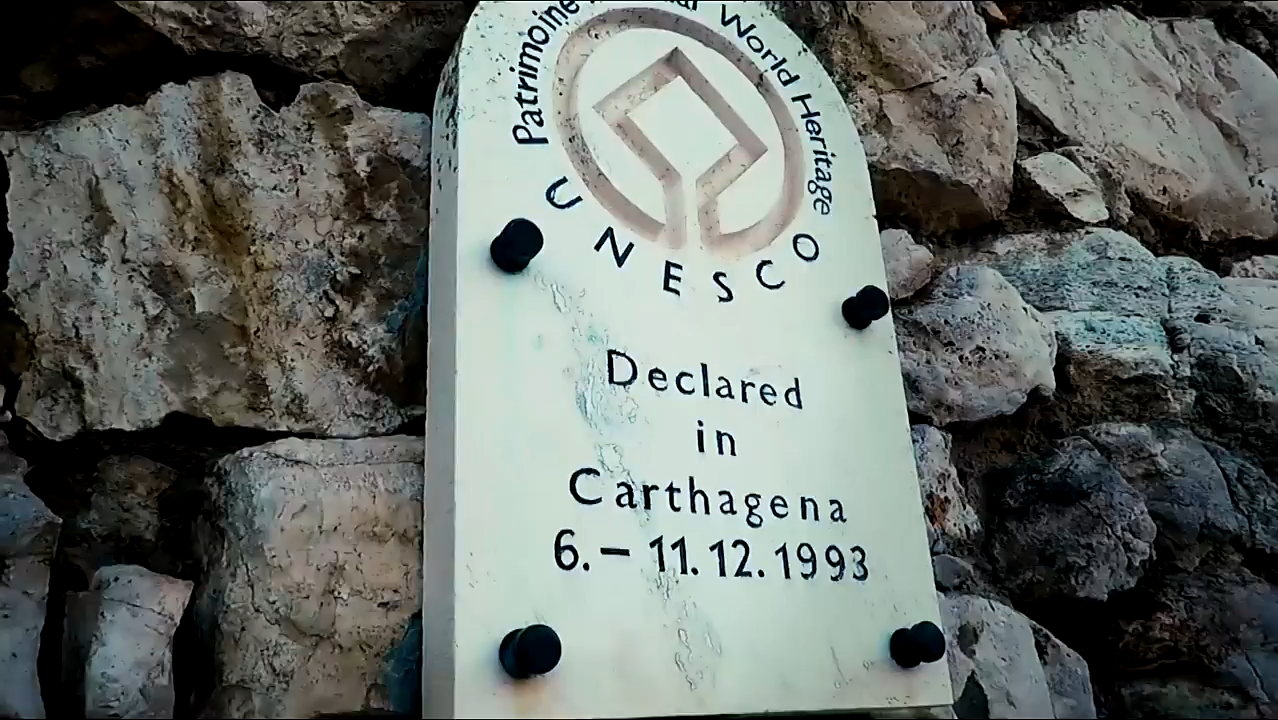 Patrimoine World Heritage
UNESCO
Declared
in
Carthagena
6.– 11.12.1993